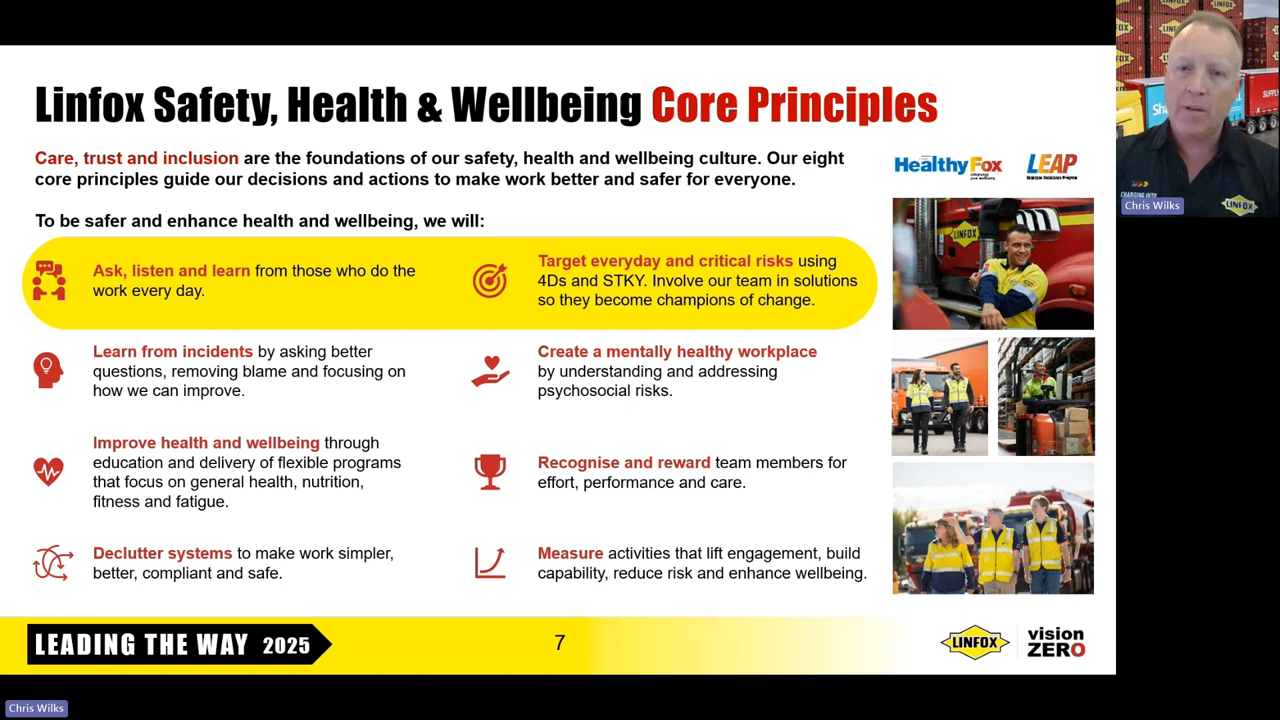 Linfox Safety, Health & Wellbeing Core Principles
Care, trust and inclusion are the foundations of our safety, health and wellbeing culture. Our eight
core principles guide our decisions and actions to make work better and safer for everyone.
To be safer and enhance health and wellbeing, we will:
Ask, listen and learn from those who do the
work every day.
Target everyday and critical risks using
4Ds and STKY. Involve our team in solutions
so they become champions of change.
Learn from incidents by asking better
questions, removing blame and focusing on
how we can improve.
Create a mentally healthy workplace
by understanding and addressing
psychosocial risks.
Improve health and wellbeing through
education and delivery of flexible programs
that focus on general health, nutrition,
fitness and fatigue.
Recognise and reward team members for
effort, performance and care.
Declutter systems to make work simpler,
better, compliant and safe.
Measure activities that lift engagement, build
capability, reduce risk and enhance wellbeing.
HealthyFox
LEAP
Employee Assistance Program
LINFOX
LEADING THE WAY 2025
7
LINFOX
vision
ZERO
CHARGING INTO
LINFOX
Chris Wilks
Chris Wilks